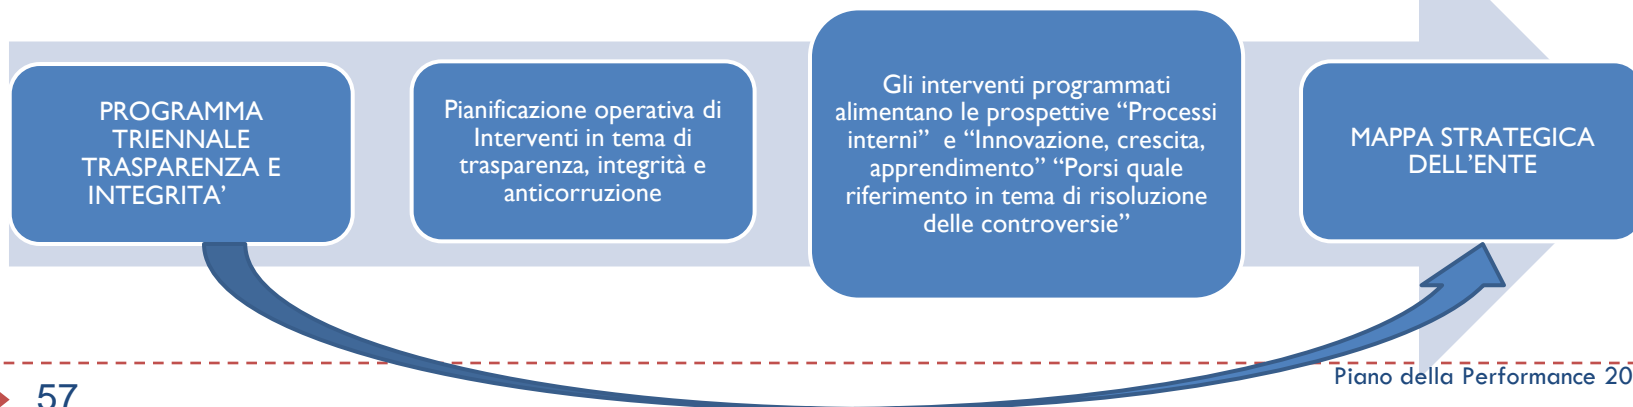 PROGRAMMA
TRIENNALE
TRASPARENZA E
INTEGRITA’
Pianificazione operativa di
Interventi in tema di
trasparenza, integrità e
anticorruzione
Gli interventi programmati
alimentano le prospettive “Processi
interni” e “Innovazione, crescita,
apprendimento” “Porsi quale
riferimento in tema di risoluzione
delle controversie”
MAPPA STRATEGICA
DELL’ENTE
Piano della Performance 20
57